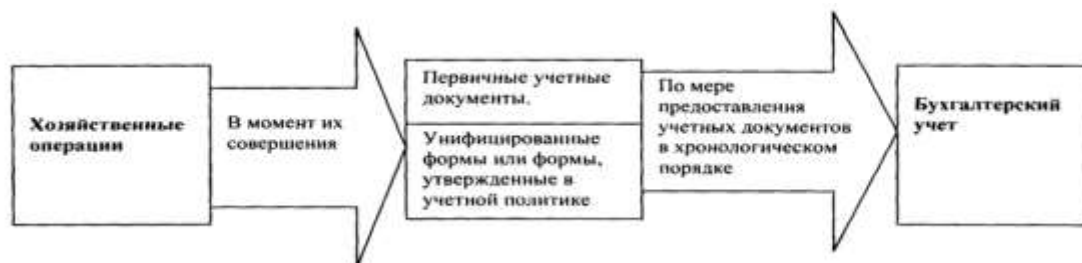 Хозяйственные
операции
В момент их
совершения
Первичные учетные
документы.
Унифицированные
формы или формы,
утвержденные в
учетной политике
По мере
предоставления
учетных документов
в хронологическом
порядке
Бухгалтерский
учет